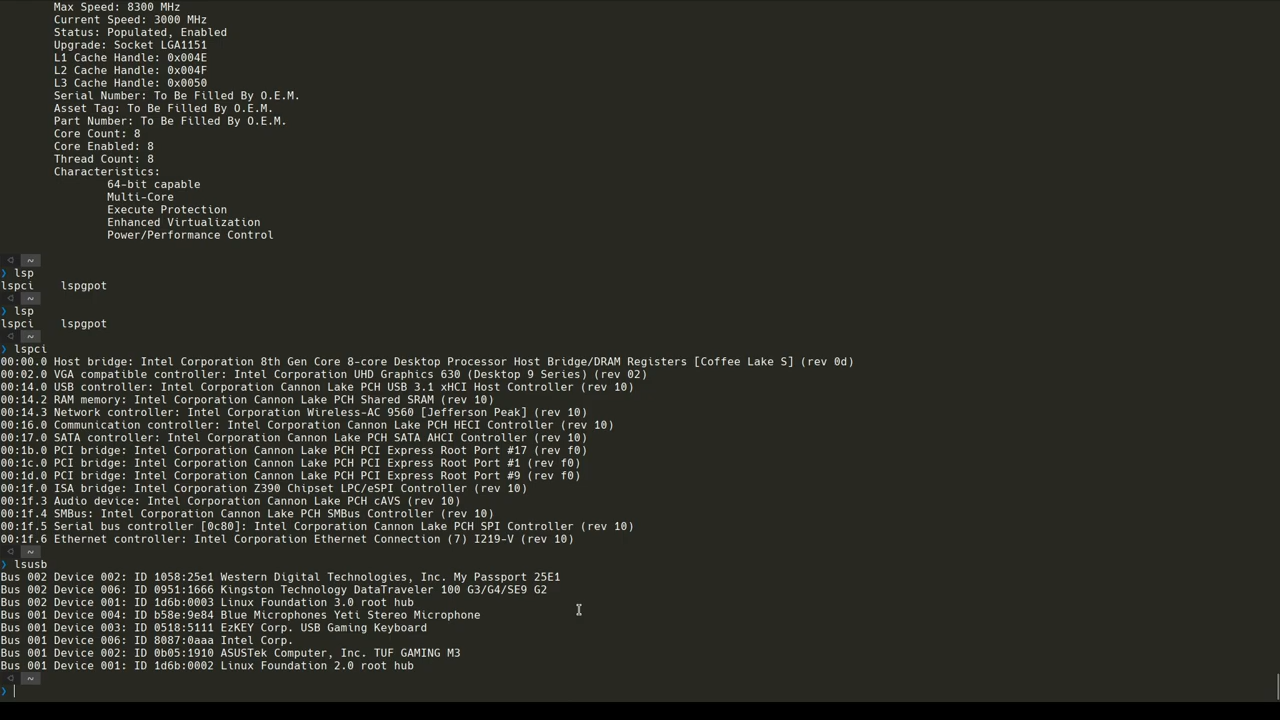 Max Speed: 8300 MHz
Current Speed: 3000 MHz
Status: Populated, Enabled
Upgrade: Socket LGA1151
L1 Cache Handle: 0x004E
L2 Cache Handle: 0x004F
L3 Cache Handle: 0x0050
Serial Number: To Be Filled By O.E.M.
Asset Tag: To Be Filled By O.E.M.
Part Number: To Be Filled By O.E.M.
Core Count: 8
Core Enabled: 8
Thread Count: 8
Characteristics:
64-bit capable
Multi-Core
Execute Protection
Enhanced Virtualization
Power/Performance Control
~
❯ lsp
lspci    lspgpot
~
❯ lsp
lspci    lspgpot
~
❯ lspci
00:00.0 Host bridge: Intel Corporation 8th Gen Core 8-core Desktop Processor Host Bridge/DRAM Registers [Coffee Lake S] (rev 0d)
00:02.0 VGA compatible controller: Intel Corporation UHD Graphics 630 (Desktop 9 Series) (rev 02)
00:14.0 USB controller: Intel Corporation Cannon Lake PCH USB 3.1 xHCI Host Controller (rev 10)
00:14.2 RAM memory: Intel Corporation Cannon Lake PCH Shared SRAM (rev 10)
00:14.3 Network controller: Intel Corporation Wireless-AC 9560 [Jefferson Peak] (rev 10)
00:16.0 Communication controller: Intel Corporation Cannon Lake PCH HECI Controller (rev 10)
00:17.0 SATA controller: Intel Corporation Cannon Lake PCH SATA AHCI Controller (rev 10)
00:1b.0 PCI bridge: Intel Corporation Cannon Lake PCH PCI Express Root Port #17 (rev f0)
00:1c.0 PCI bridge: Intel Corporation Cannon Lake PCH PCI Express Root Port #1 (rev f0)
00:1d.0 PCI bridge: Intel Corporation Cannon Lake PCH PCI Express Root Port #9 (rev f0)
00:1f.0 ISA bridge: Intel Corporation Z390 Chipset LPC/eSPI Controller (rev 10)
00:1f.3 Audio device: Intel Corporation Cannon Lake PCH cAVS (rev 10)
00:1f.4 SMBus: Intel Corporation Cannon Lake PCH SMBus Controller (rev 10)
00:1f.5 Serial bus controller [0c80]: Intel Corporation Cannon Lake PCH SPI Controller (rev 10)
00:1f.6 Ethernet controller: Intel Corporation Ethernet Connection (7) I219-V (rev 10)
~
❯ lsusb
Bus 002 Device 002: ID 1058:25e1 Western Digital Technologies, Inc. My Passport 25E1
Bus 002 Device 006: ID 0951:1666 Kingston Technology DataTraveler 100 G3/G4/SE9 G2
Bus 002 Device 001: ID 1d6b:0003 Linux Foundation 3.0 root hub
Bus 001 Device 004: ID b58e:9e84 Blue Microphones Yeti Stereo Microphone
Bus 001 Device 003: ID 0518:5111 EzKEY Corp. USB Gaming Keyboard
Bus 001 Device 006: ID 8087:0aaa Intel Corp.
Bus 001 Device 002: ID 0b05:1910 ASUSTek Computer, Inc. TUF GAMING M3
Bus 001 Device 001: ID 1d6b:0002 Linux Foundation 2.0 root hub
~
❯